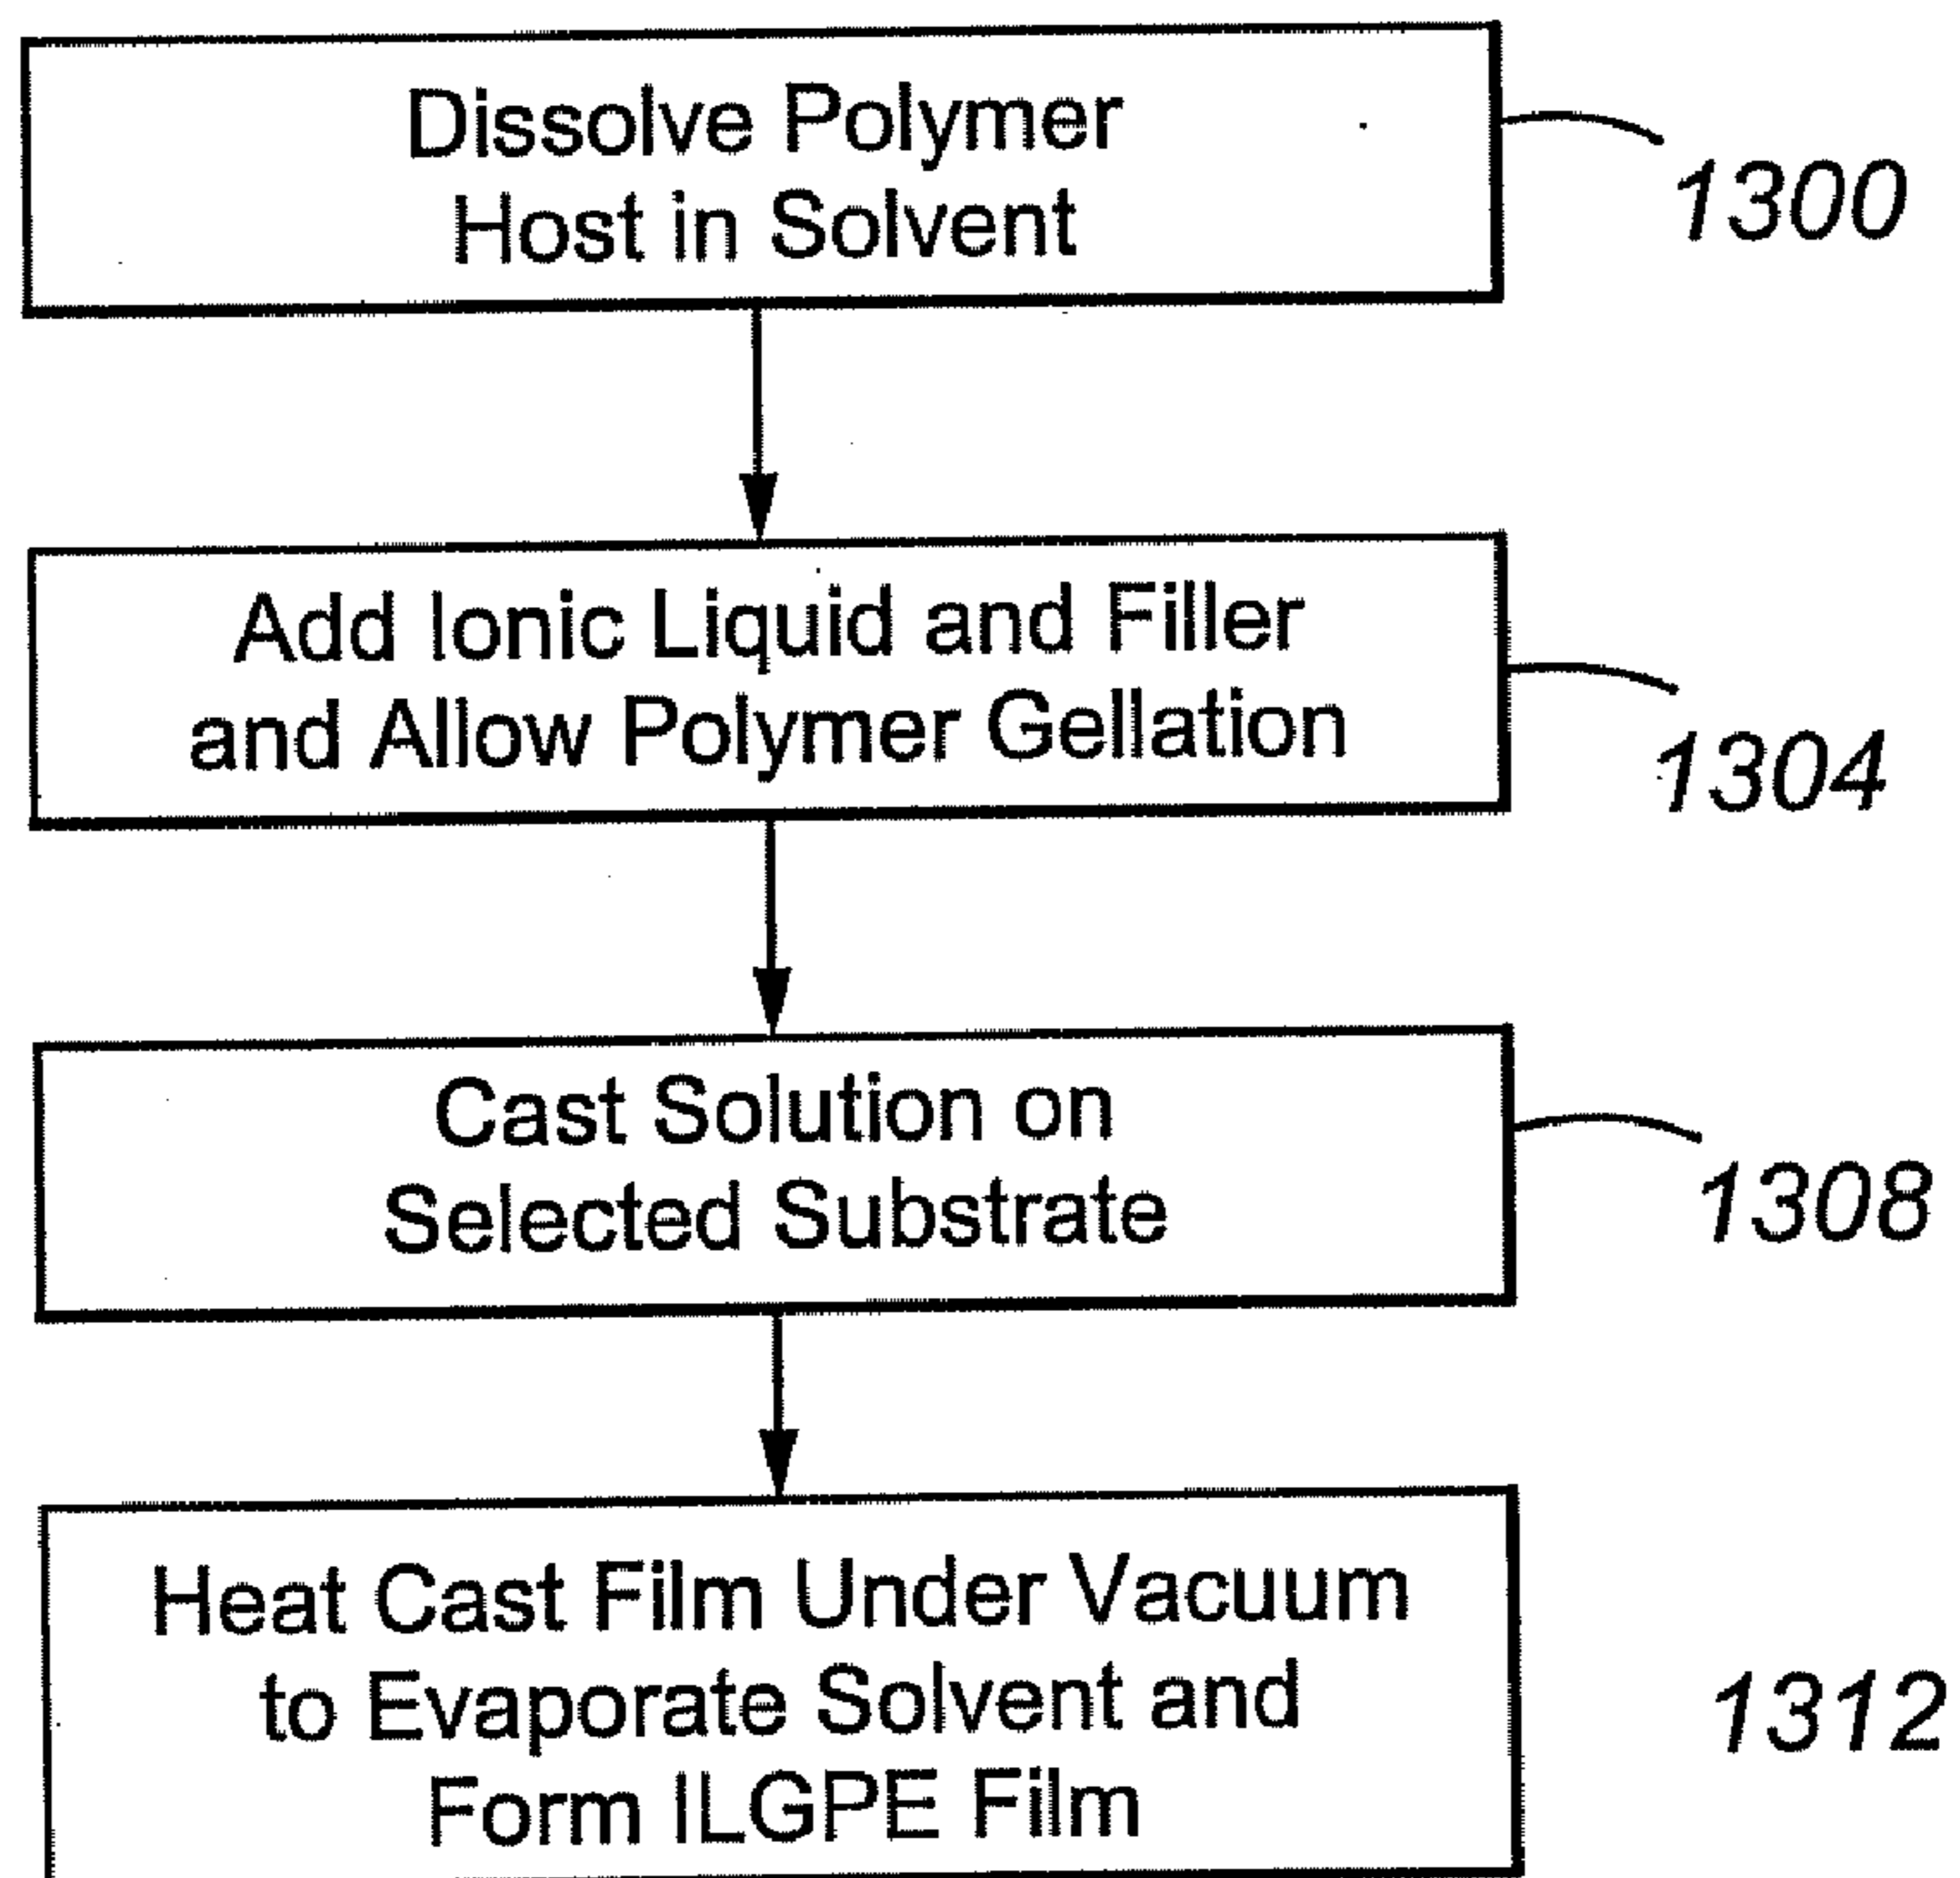 Dissolve Polymer
Host in Solvent
1300
Add Ionic Liquid and Filler
and Allow Polymer Gellation
1304
Cast Solution on
Selected Substrate
1308
Heat Cast Film Under Vacuum
to Evaporate Solvent and
Form ILGPE Film
1312